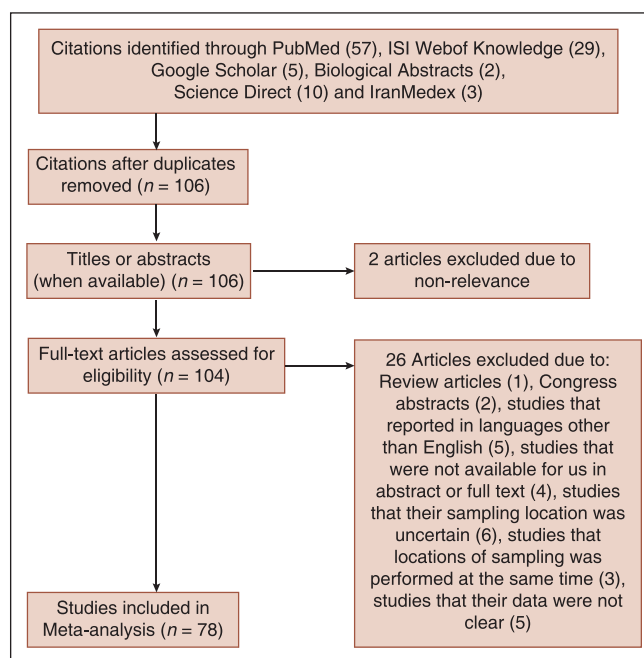 Citations identified through PubMed (57), ISI Webof Knowledge (29),
Google Scholar (5), Biological Abstracts (2),
Science Direct (10) and IranMedex (3)
Citations after duplicates
removed (n = 106)
Titles or abstracts
(when available) (n = 106)
2 articles excluded due to
non-relevance
Full-text articles assessed for
eligibility (n = 104)
26 Articles excluded due to:
Review articles (1), Congress
abstracts (2), studies that
reported in languages other
than English (5), studies that
were not available for us in
abstract or full text (4), studies
that their sampling location was
uncertain (6), studies that
locations of sampling was
performed at the same time (3),
studies that their data were not
clear (5)
Studies included in
Meta-analysis (n = 78)